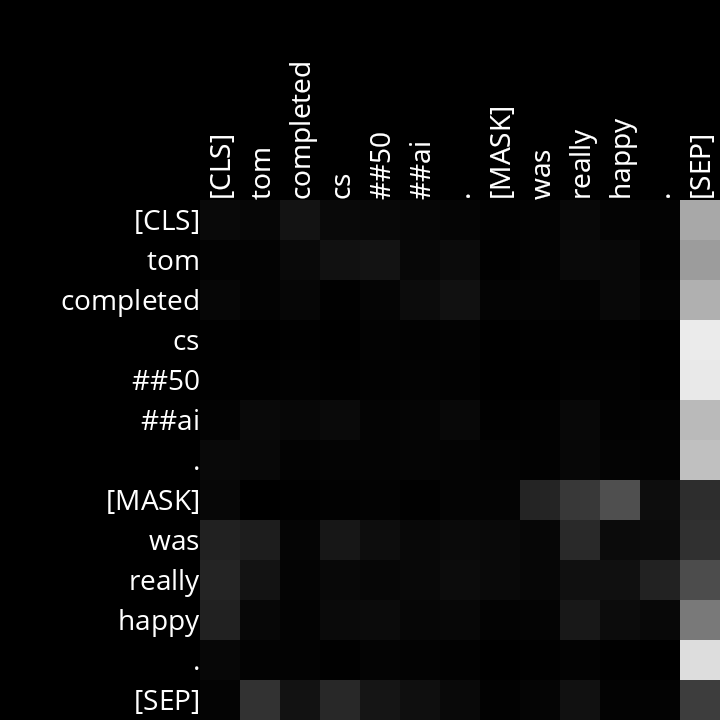 [CLS] tom completed cs ##50 ##ai . [MASK] was really happy . [SEP]
[CLS]
tom
completed
cs
##50
##ai
.
[MASK]
was
really
happy
.
[SEP]